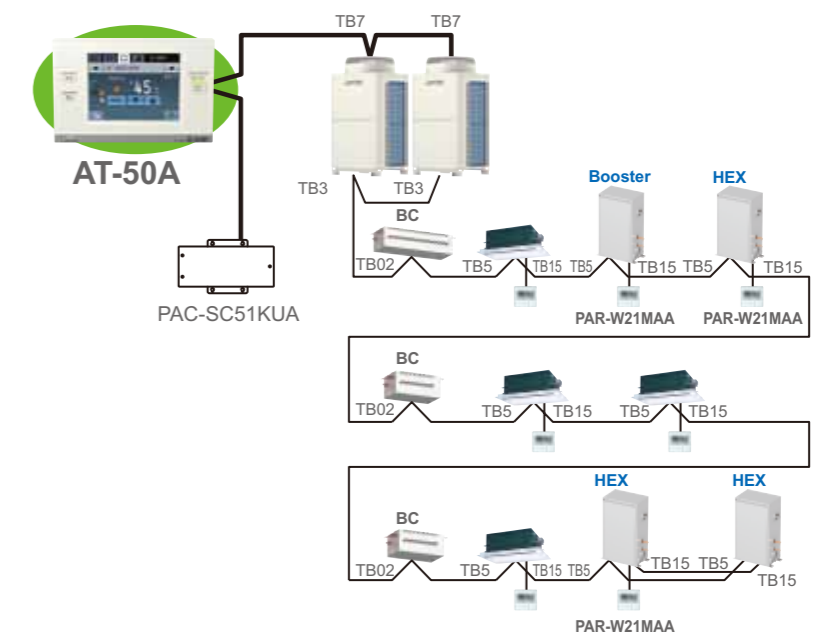 TB7 TB7
45
AT-50A
TB3 TB3
PAC-SC51KUA
BC
Booster HEX
TB02 TB5 TB15 TB5 TB15 TB5 TB15
PAR-W21MAA PAR-W21MAA
BC
TB02 TB5 TB15 TB5 TB15
HEX HEX
BC
TB02 TB5 TB15 TB5 TB15 TB5 TB15
PAR-W21MAA